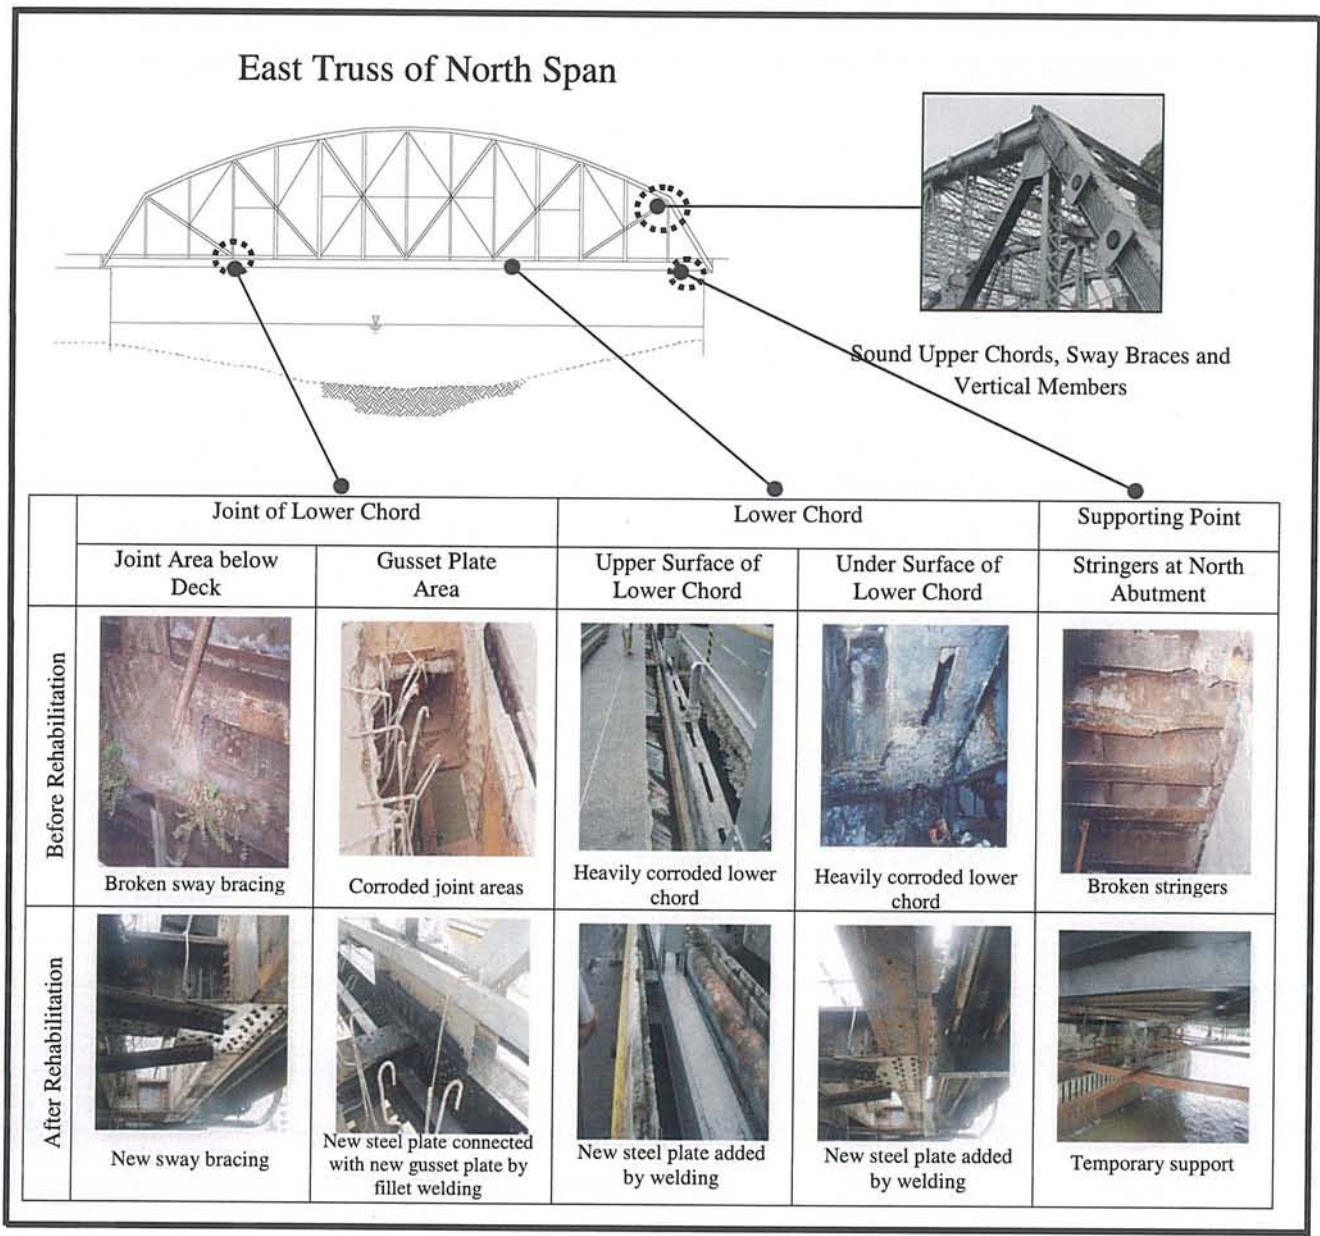 East Truss of North Span
Sound Upper Chords, Sway Braces and
Vertical Members
Joint of Lower Chord
Lower Chord
Supporting Point
Joint Area below
Deck
Gusset Plate
Area
Upper Surface of
Lower Chord
Under Surface of
Lower Chord
Stringers at North
Abutment
Before Rehabilitation
Broken sway bracing
Corroded joint areas
Heavily corroded lower
chord
Heavily corroded lower
chord
Broken stringers
After Rehabilitation
New sway bracing
New steel plate connected
with new gusset plate by
fillet welding
New steel plate added
by welding
New steel plate added
by welding
Temporary support